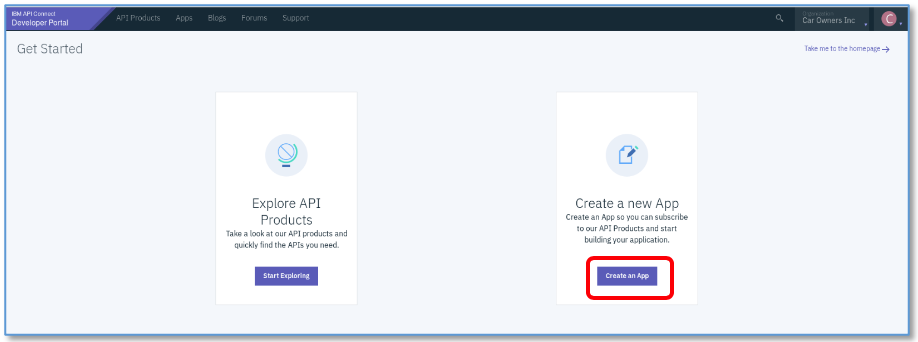 IBM API Connect
Developer Portal
API Products Apps Blogs Forums Support
Organization
Car Owners Inc
C
Get Started
Take me to the homepage
Explore API
Products
Take a look at our API products and
quickly find the APIs you need.
Start Exploring
Create a new App
Create an App so you can subscribe
to our API Products and start
building your application.
Create an App